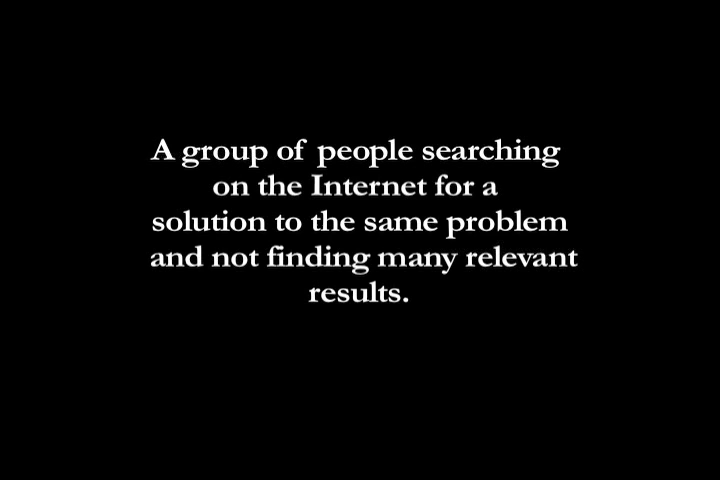 A group of people searching
on the Internet for a
solution to the same problem
and not finding many relevant
results.